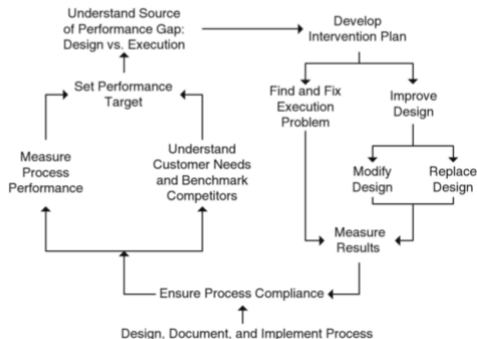 Understand Source
of Performance Gap:
Design vs. Execution
Develop
Intervention Plan
Set Performance
Target
Find and Fix
Execution
Problem
Improve
Design
Measure
Process
Performance
Understand
Customer Needs
and Benchmark
Competitors
Modify
Design
Replace
Design
Measure
Results
Ensure Process Compliance
Design, Document, and Implement Process